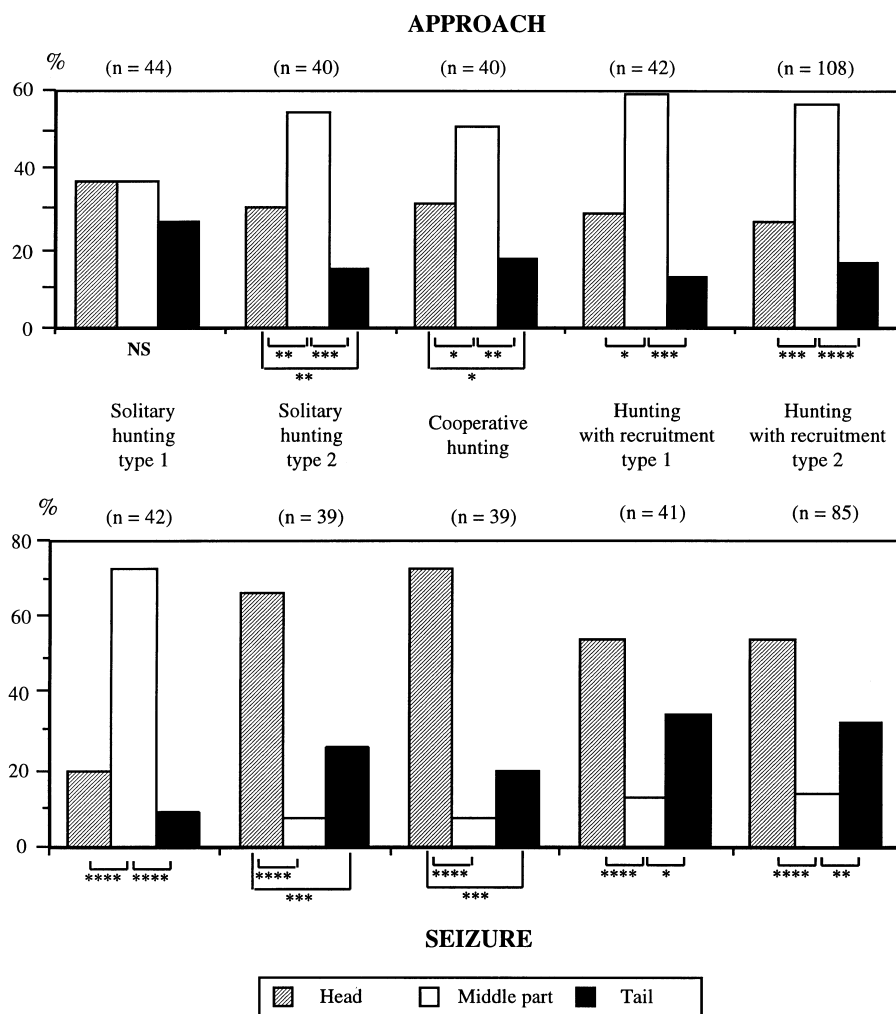 APPROACH
% (n = 44) (n = 40) (n = 40) (n = 42) (n = 108)
60
40
20
0
NS
** *** * ** * *** *** ****
** *
Solitary hunting type 1
Solitary hunting type 2
Cooperative hunting
Hunting with recruitment type 1
Hunting with recruitment type 2
% (n = 42) (n = 39) (n = 39) (n = 41) (n = 85)
80
60
40
20
0
**** **** **** **** **** * **** **
*** ***
SEIZURE
Head Middle part Tail